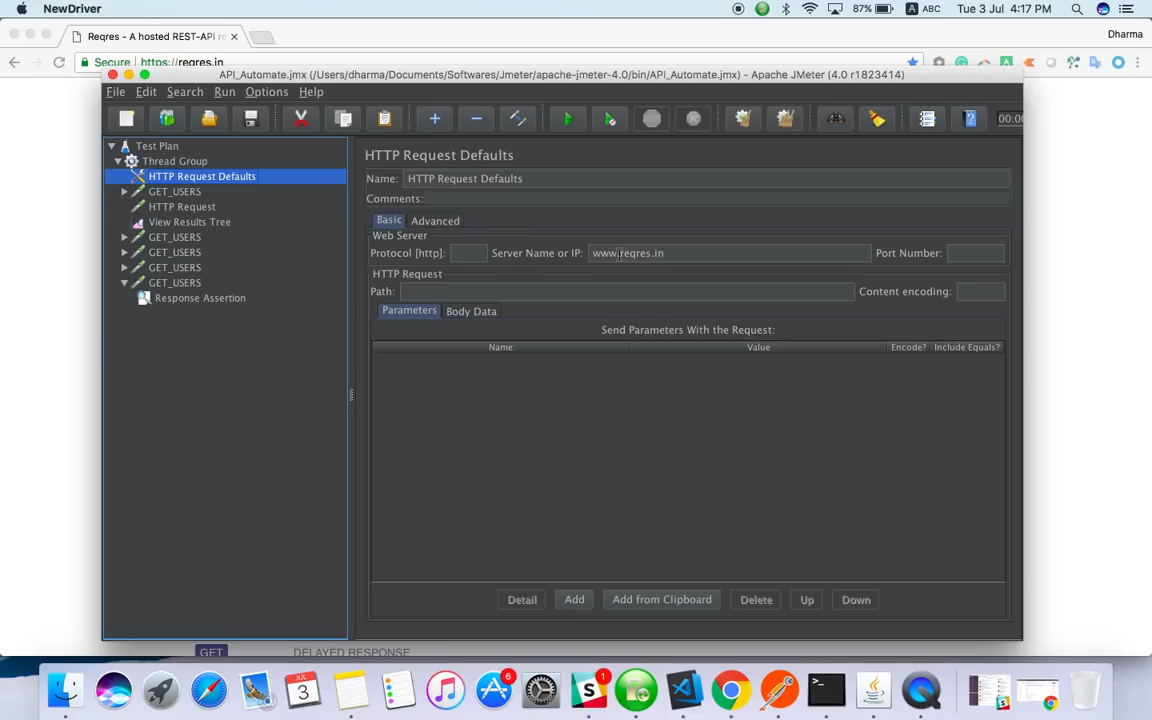 NewDriver
87%
A ABC
Tue 3 Jul 4:17 PM
Reqres - A hosted REST-API r
Dharma
Secure https://reqres.in
API_Automate.jmx (/Users/dharma/Documents/Softwares/Jmeter/apache-jmeter-4.0/bin/API_Automate.jmx) - Apache JMeter (4.0 r1823414)
File Edit Search Run Options Help
00:00
Test Plan
Thread Group
HTTP Request Defaults
GET_USERS
HTTP Request
View Results Tree
GET_USERS
GET_USERS
GET_USERS
GET_USERS
Response Assertion
HTTP Request Defaults
Name: HTTP Request Defaults
Comments:
Basic Advanced
Web Server
Protocol [http]: Server Name or IP: www.reqres.in Port Number:
HTTP Request
Path: Content encoding:
Parameters Body Data
Send Parameters With the Request:
Name: Value Encode? Include Equals?
Detail Add Add from Clipboard Delete Up Down
GET DELAYED RESPONSE
JUL
3
6
1